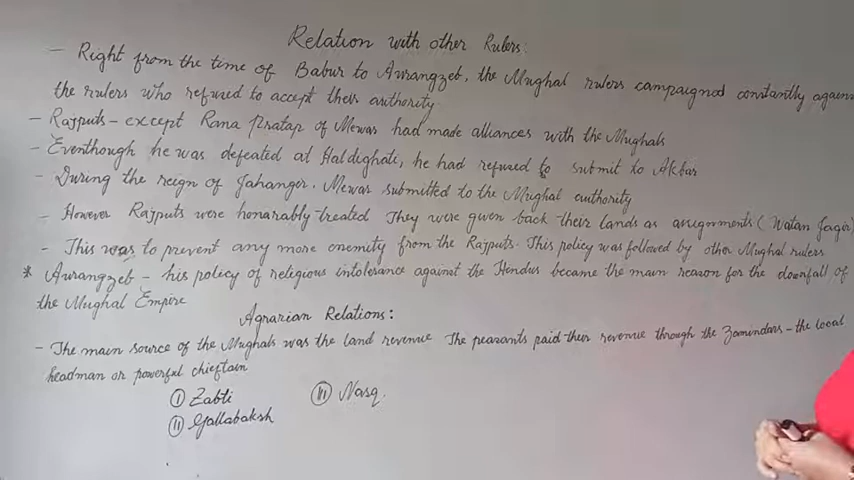 Relation with other Rulers:
- Right from the time of Babur to Aurangzeb, the Mughal rulers campaigned constantly against
the rulers who refused to accept their authority.
- Rajputs - except Rana Pratap of Mewar had made alliances with the Mughals
- Eventhough he was defeated at Haldighati, he had refused to submit to Akbar
- During the reign of Jahanger. Mewar submitted to the Mughal authority
- However Rajputs were honarably treated They were given back their lands as assignments (Watan Jagir)
- This was to prevent any more enemity from the Rajputs. This policy was followed by other Mughal rulers
* Aurangzeb - his policy of religious intolerance against the Hindus became the main reason for the downfall of
the Mughal Empire
Agrarian Relations:
- The main source of the Mughals was the land revenue The peasants paid their revenue through the Zamindars - the local
headman or powerful chieftain
(I) Zabti (III) Nasq.
(II) Gallabaksh